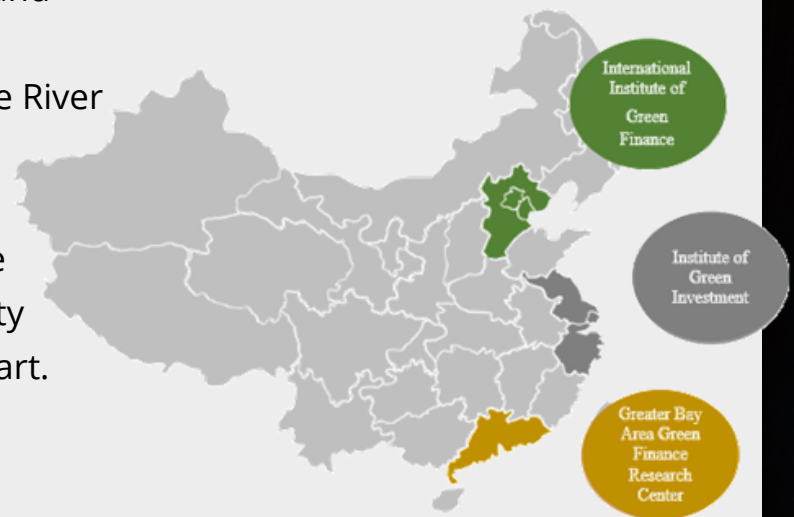 e River
e
ty
art.
International
Institute of
Green
Finance
Institute of
Green
Investment
Greater Bay
Area Green
Finance
Research
Center